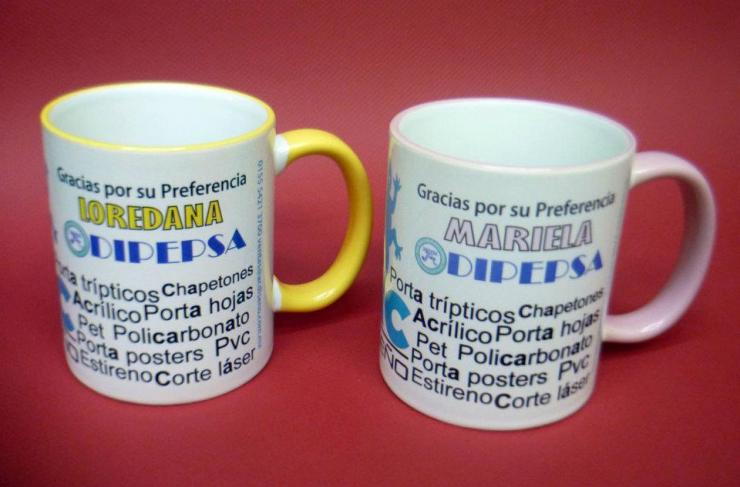 Gracias por su Preferencia
LOREDANA
DIPEPSA
Porta trípticos Chapetones
Acrílico Porta hojas
Pet Policarbonato
Porta posters Pvc
Estireno Corte láser
Gracias por su Preferencia
MARIELA
DIPEPSA
Porta trípticos Chapetones
Acrílico Porta hojas
Pet Policarbonato
Porta posters Pvc
Estireno Corte láser